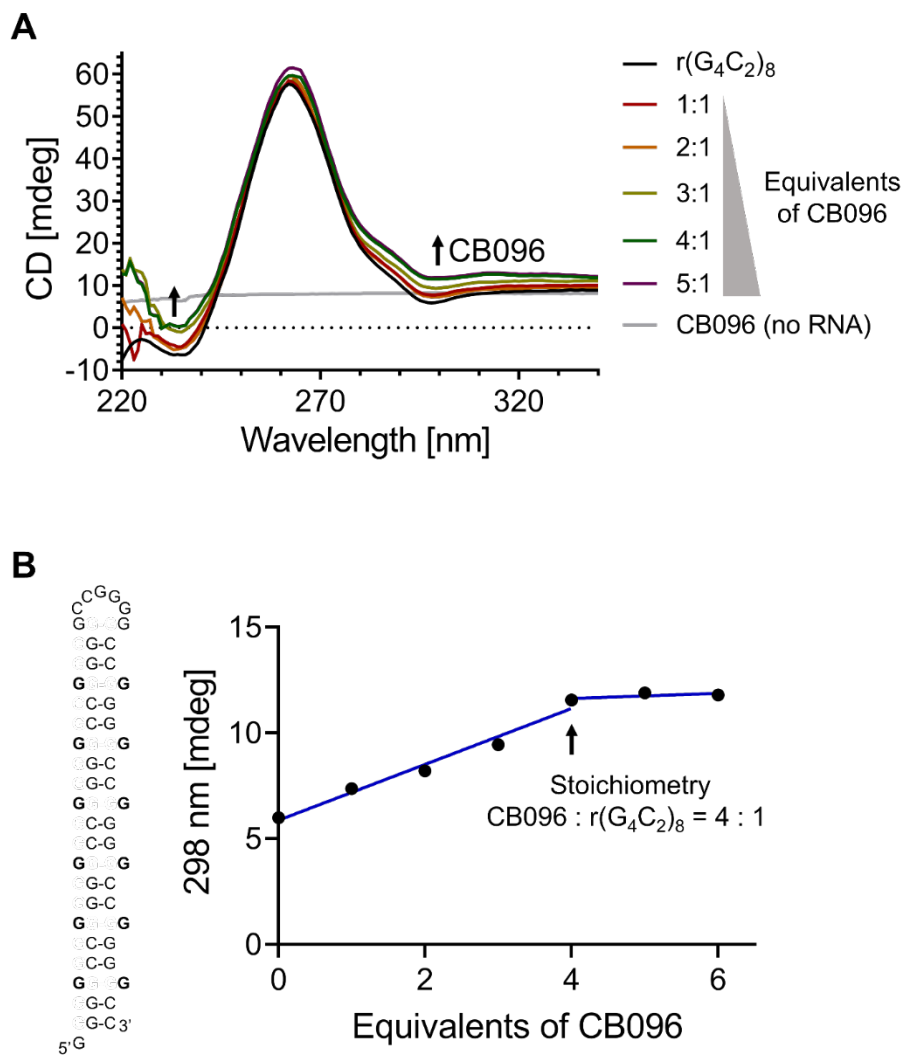 A
CD [mdeg]
60
50
40
30
20
10
0
-10
220
270
320
Wavelength [nm]
CB096
r(G₄C₂)₈
1:1
2:1
3:1
4:1
5:1
CB096 (no RNA)
Equivalents
of CB096
B
CCGGG
G G
G-C
G-C
G G
C-G
C-G
G G
G-C
G-C
G G
C-G
C-G
G G
G-C
G-C
G G
C-G
C-G
G G
G-C
G-C3'
5'G
298 nm [mdeg]
15
10
5
0
0
2
4
6
Equivalents of CB096
Stoichiometry
CB096 : r(G₄C₂)₈ = 4 : 1